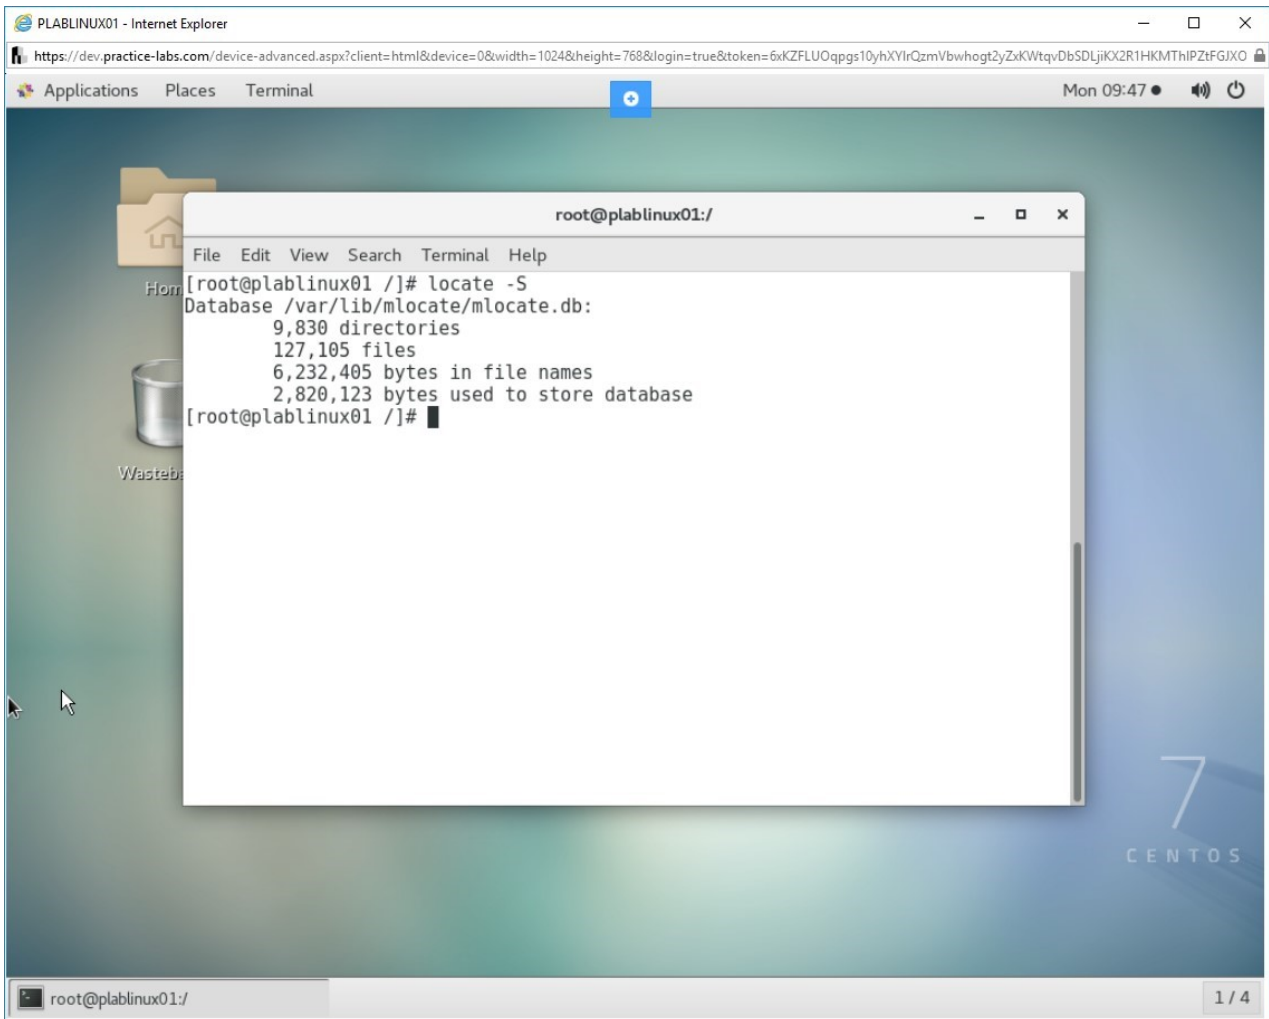 PLABLINUX01 - Internet Explorer
https://dev.practice-labs.com/device-advanced.aspx?client=html&device=0&width=1024&height=768&login=true&token=
Applications Places Terminal Mon 09:47
root@plablinux01:/
File Edit View Search Terminal Help
[root@plablinux01 /]# locate -S
Database /var/lib/mlocate/mlocate.db:
9,830 directories
127,105 files
6,232,405 bytes in file names
2,820,123 bytes used to store database
[root@plablinux01 /]#
7
CENTOS
root@plablinux01:/
1 / 4